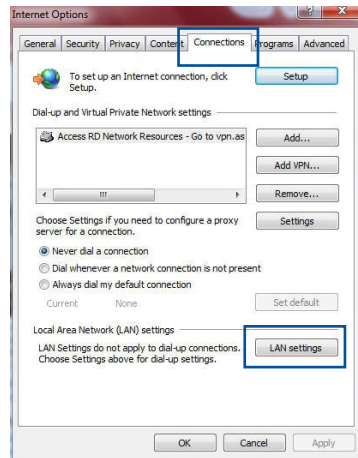 Internet Options
General Security Privacy Content Connections Programs Advanced
To set up an Internet connection, click Setup.
Setup
Dial-up and Virtual Private Network settings
Access RD Network Resources - Go to vpn.as
Add...
Add VPN...
Remove...
Choose Settings if you need to configure a proxy
server for a connection.
Settings
Never dial a connection
Dial whenever a network connection is not present
Always dial my default connection
Current None
Set default
Local Area Network (LAN) settings
LAN Settings do not apply to dial-up connections.
Choose Settings above for dial-up settings.
LAN settings
OK Cancel Apply